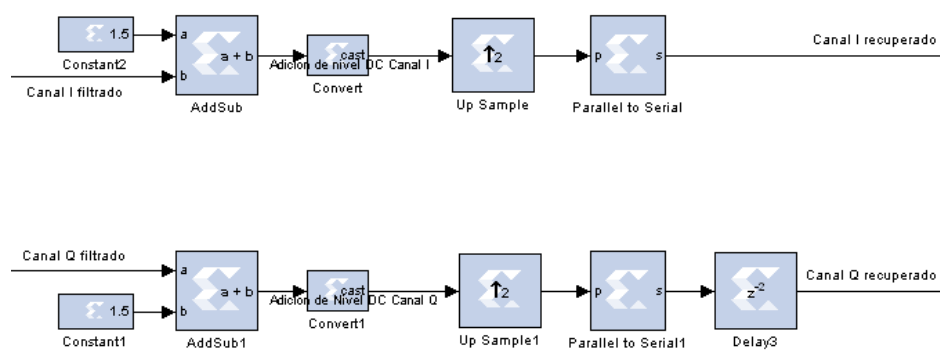 1.5
a
a + b
b
Constant2
Canal I filtrado
AddSub
cast
Adicion de nivel DC Canal I
Convert
↑2
Up Sample
p
s
Parallel to Serial
Canal I recuperado
Canal Q filtrado
a
a + b
b
1.5
Constant1
AddSub1
cast
Adicion de Nivel DC Canal Q
Convert1
↑2
Up Sample1
p
s
Parallel to Serial1
z-2
Delay3
Canal Q recuperado